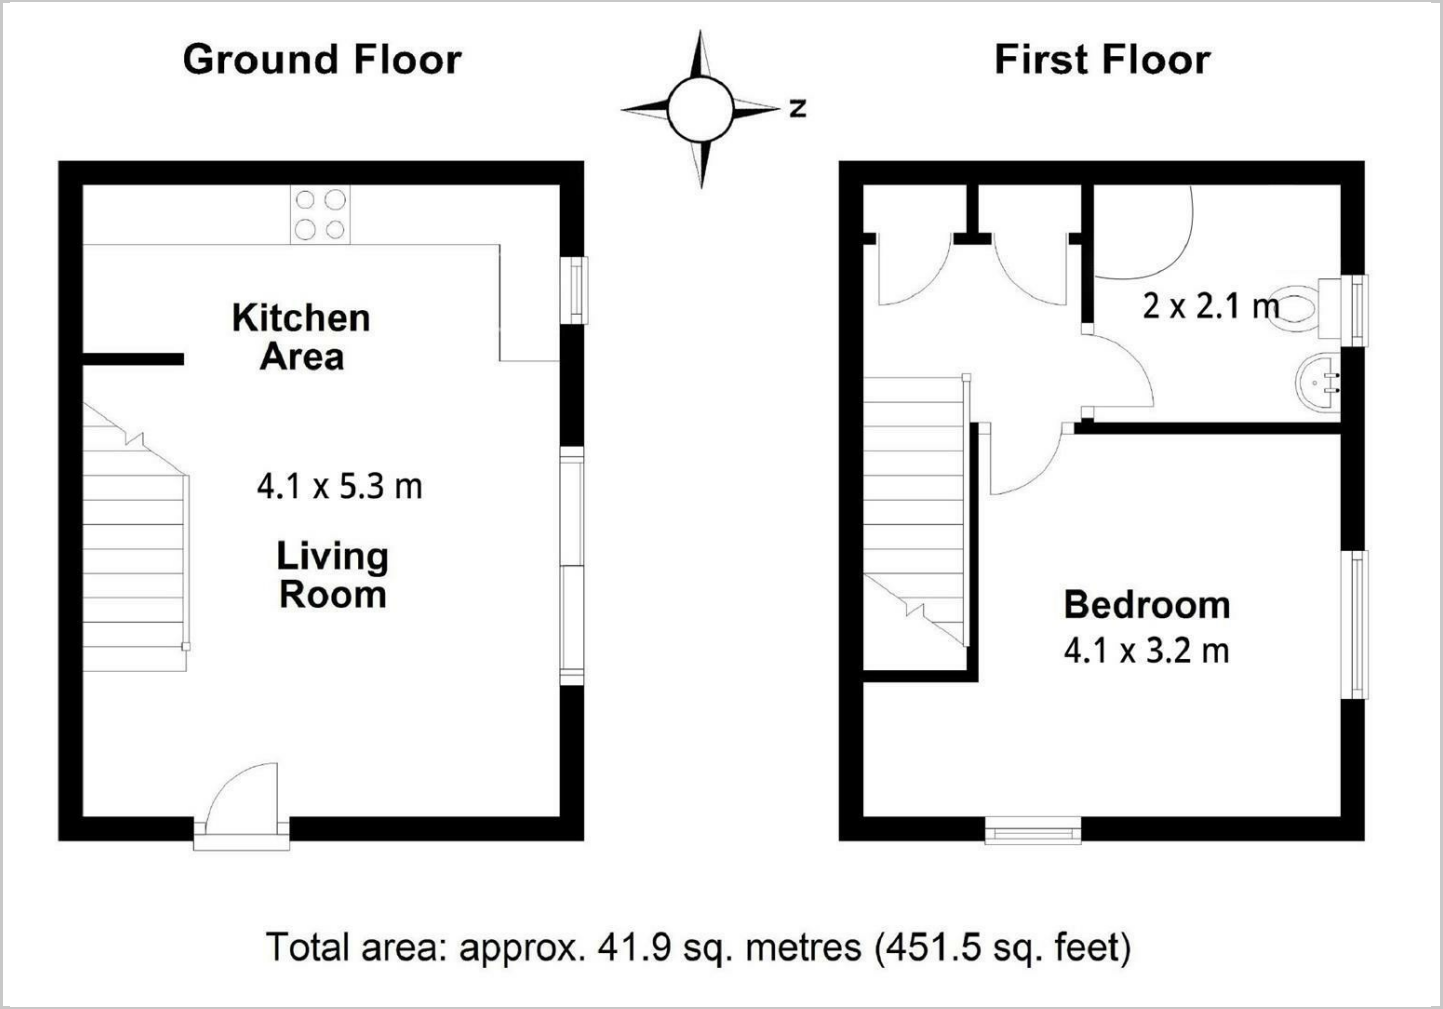 Ground Floor
First Floor
N
Kitchen
Area
4.1 x 5.3 m
Living
Room
2 x 2.1 m
Bedroom
4.1 x 3.2 m
Total area: approx. 41.9 sq. metres (451.5 sq. feet)